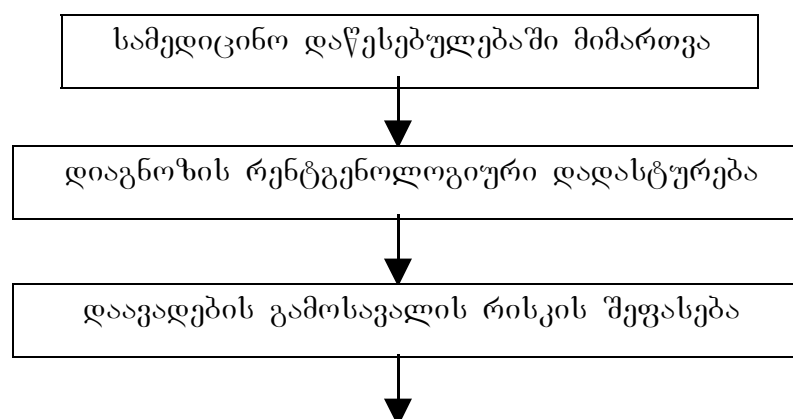 სამედიცინო დაწესებულებაში მიმართვა
დიაგნოზის რენტგენოლოგიური დადასტურება
დაავადების გამოსავალის რისკის შეფასება